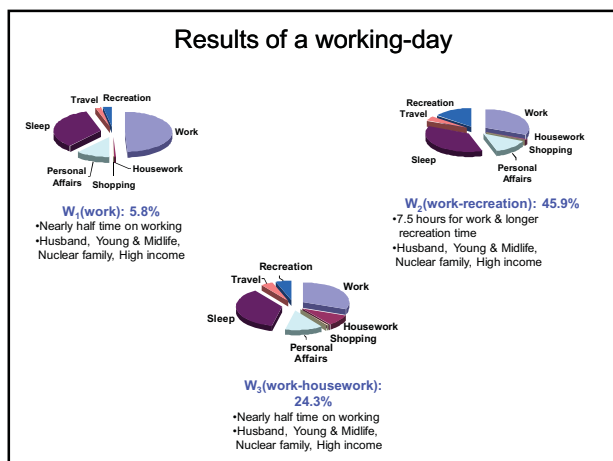 Results of a working-day
Travel
Recreation
Sleep
Work
Personal
Affairs
Housework
Shopping
W1(work): 5.8%
•Nearly half time on working
•Husband, Young & Midlife,
Nuclear family, High income
Recreation
Travel
Work
Housework
Shopping
Sleep
Personal
Affairs
W2(work-recreation): 45.9%
•7.5 hours for work & longer
recreation time
•Husband, Young & Midlife,
Nuclear family, High income
Recreation
Travel
Work
Sleep
Housework
Shopping
Personal
Affairs
W3(work-housework):
24.3%
•Nearly half time on working
•Husband, Young & Midlife,
Nuclear family, High income